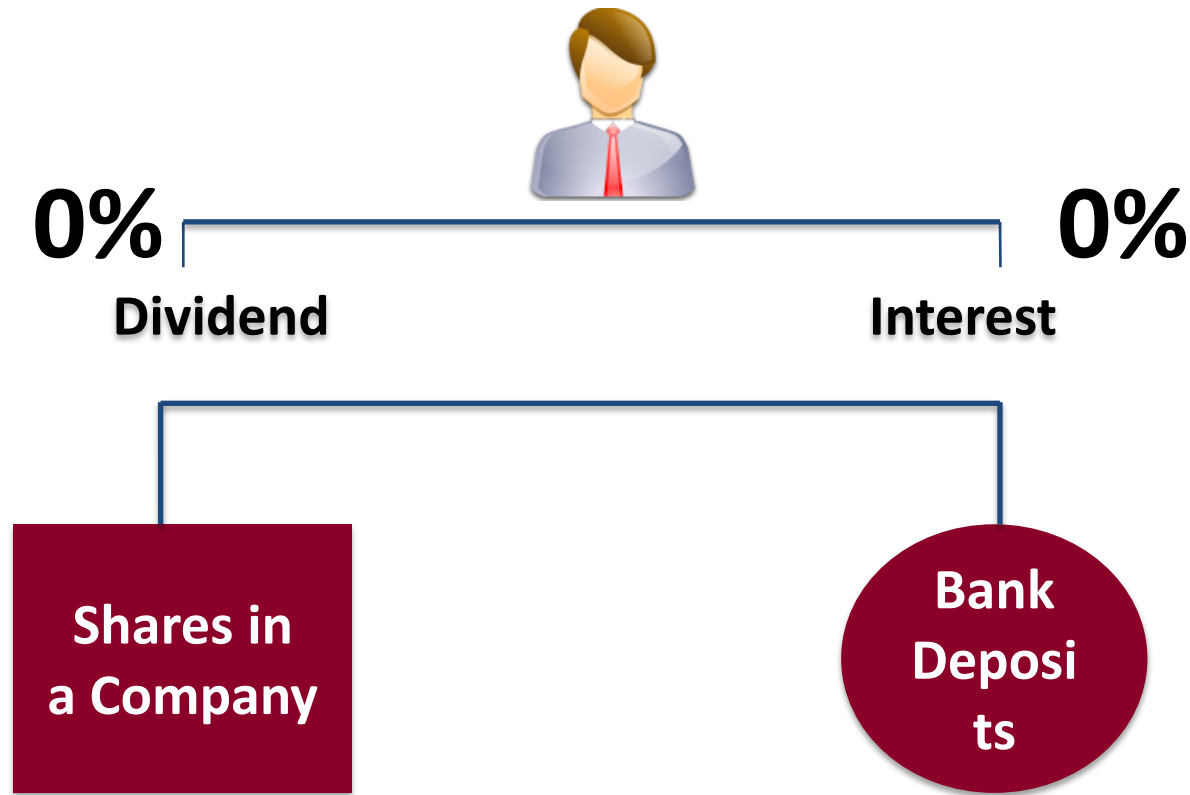 0%
0%
Dividend
Interest
Shares in
a Company
Bank
Deposi
ts